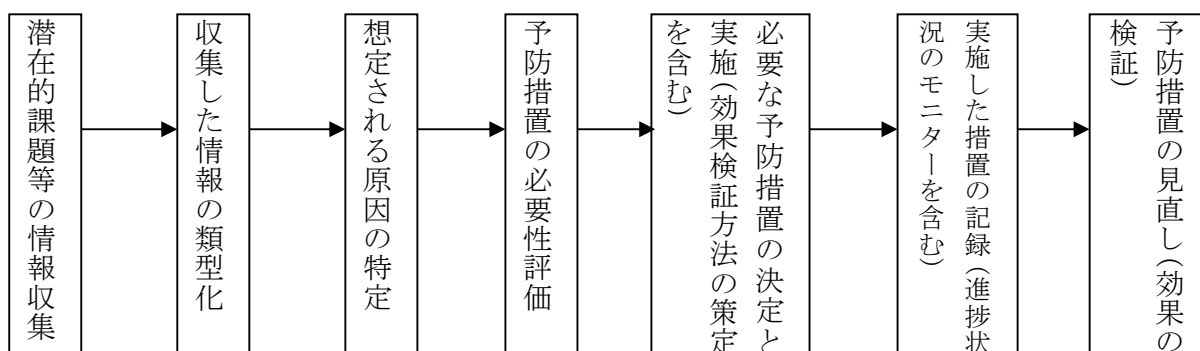 潜在的課題等の情報収集
収集した情報の類型化
想定される原因の特定
予防措置の必要性評価
必要な予防措置の決定と
実施(効果検証方法の策定
を含む)
実施した措置の記録(進捗状
況のモニターを含む)
予防措置の見直し(効果の
検証)